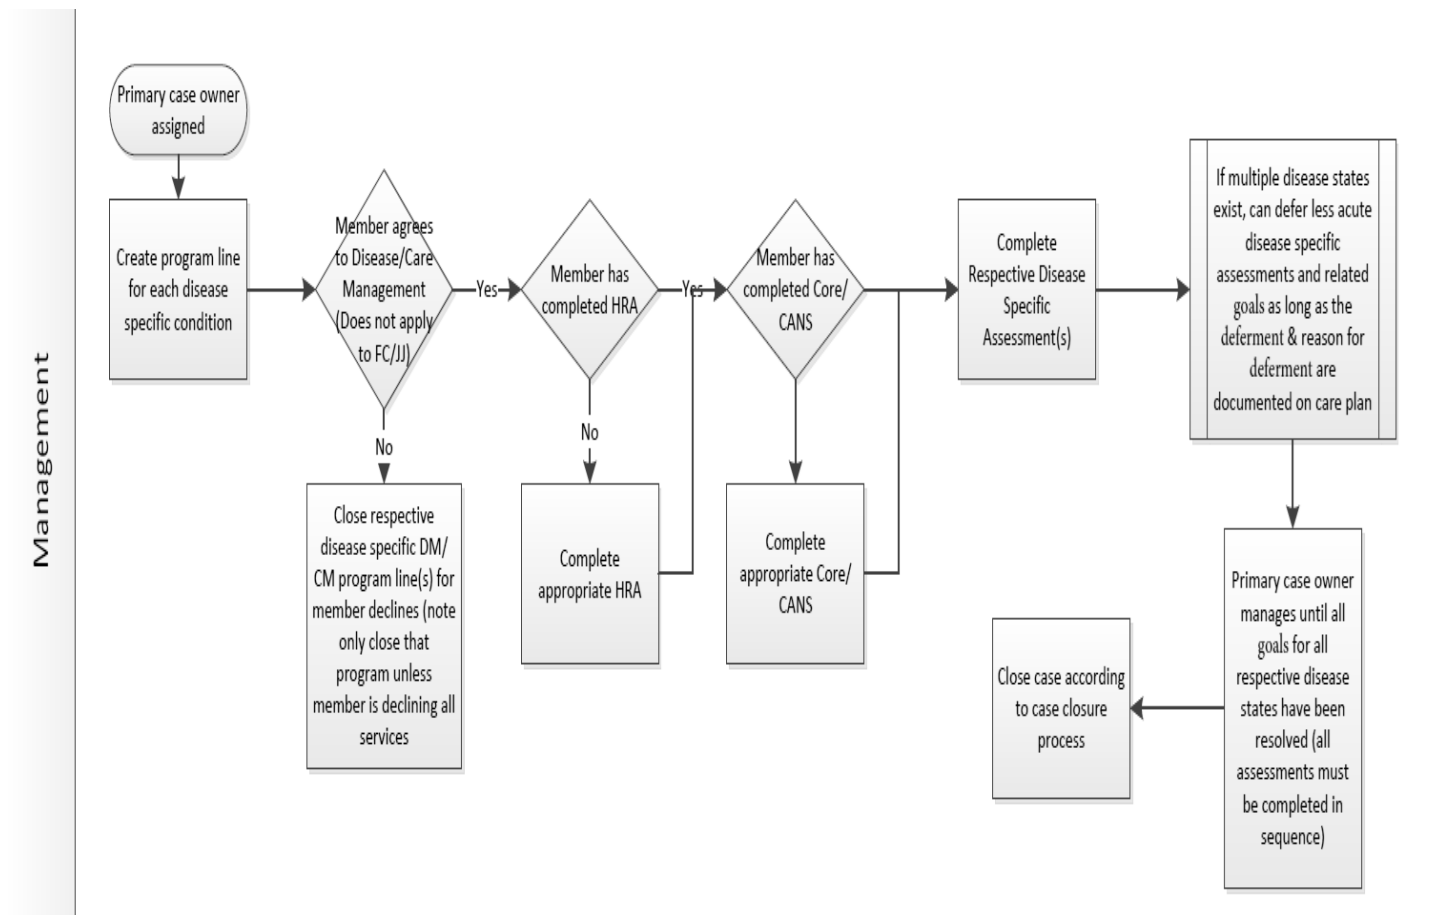 Management
Primary case owner
assigned
Create program line
for each disease
specific condition
Member agrees
to Disease/Care
Management
(Does not apply
to FC/JJ)
Yes
No
Close respective
disease specific DM/
CM program line(s) for
member declines (note
only close that
program unless
member is declining all
services
Member has
completed HRA
Yes
No
Complete
appropriate HRA
Member has
completed Core/
CANS
Complete
appropriate Core/
CANS
Complete
Respective Disease
Specific
Assessment(s)
If multiple disease states
exist, can defer less acute
disease specific
assessments and related
goals as long as the
deferment & reason for
deferment are
documented on care plan
Primary case owner
manages until all
goals for all
respective disease
states have been
resolved (all
assessments must
be completed in
sequence)
Close case according
to case closure
process